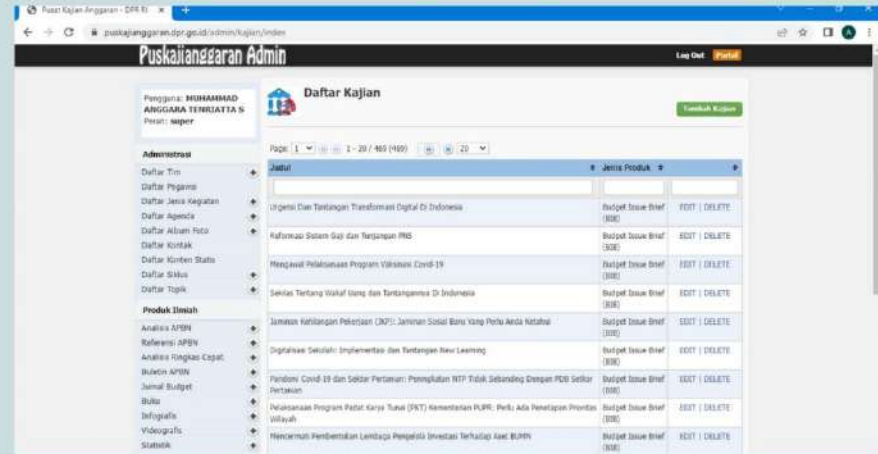 Pusat Kajian Anggaran - DPR RI
puskajianggaran.dpr.go.id/admin/kajian/index
Puskajianggaran Admin
Log Out Portal
Pengguna: MUHAMMAD
ANGGARA TENRIATTA S
Peran: super
Daftar Kajian
Tambah Kajian
Page: 1 1 - 20 / 469 (469) 20
Administrasi
Daftar Tim
Daftar Pegawai
Daftar Jenis Kegiatan
Daftar Agenda
Daftar Album Foto
Daftar Kontak
Daftar Konten Statis
Daftar Siklus
Daftar Topik
Produk Ilmiah
Analisis APBN
Referensi APBN
Analisis Ringkas Cepat
Buletin APBN
Jurnal Budget
Buku
Infografis
Videografis
Statistik
Judul Jenis Produk
Urgensi Dan Tantangan Transformasi Digital Di Indonesia Budget Issue Brief EDIT | DELETE
(BIB)
Reformasi Sistem Gaji dan Tunjangan PNS Budget Issue Brief EDIT | DELETE
(BIB)
Mengawal Pelaksanaan Program Vaksinasi Covid-19 Budget Issue Brief EDIT | DELETE
(BIB)
Sekilas Tentang Wakaf Uang dan Tantangannya Di Indonesia Budget Issue Brief EDIT | DELETE
(BIB)
Jaminan Kehilangan Pekerjaan (JKP): Jaminan Sosial Baru Yang Perlu Anda Ketahui Budget Issue Brief EDIT | DELETE
(BIB)
Digitalisasi Sekolah: Implementasi dan Tantangan New Learning Budget Issue Brief EDIT | DELETE
(BIB)
Pandemi Covid-19 dan Sektor Pertanian: Peningkatan NTP Tidak Sebanding Dengan PDB Sektor Budget Issue Brief EDIT | DELETE
Pertanian (BIB)
Pelaksanaan Program Padat Karya Tunai (PKT) Kementerian PUPR: Perlu Ada Penetapan Prioritas Budget Issue Brief EDIT | DELETE
Wilayah (BIB)
Mencermati Pembentukan Lembaga Pengelola Investasi Terhadap Aset BUMN Budget Issue Brief EDIT | DELETE
(BIB)